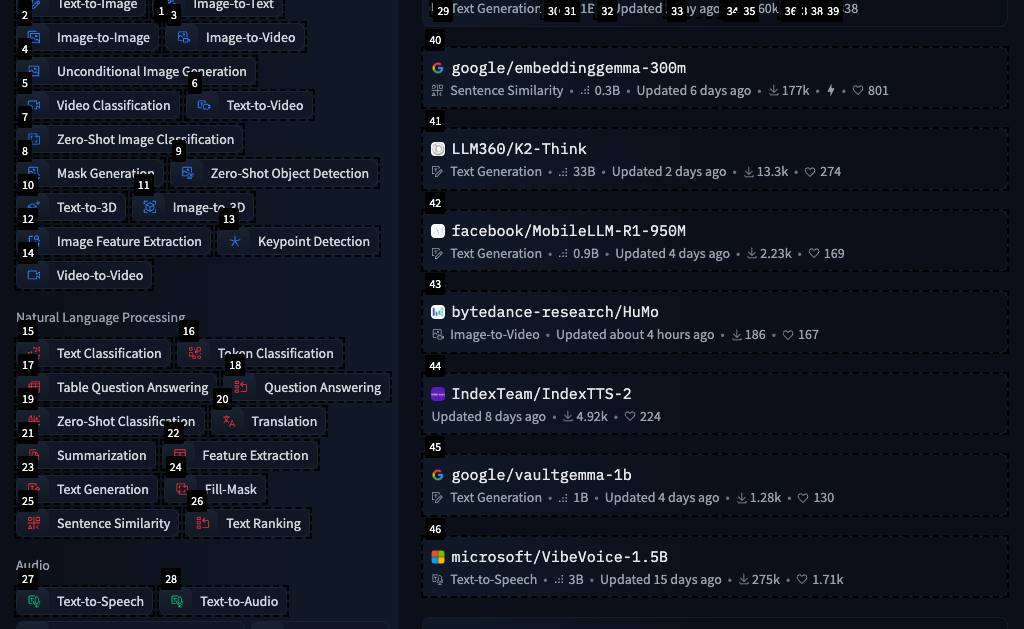 Text-to-Image
1
Image-to-Text
2
3
Image-to-Image
Image-to-Video
4
Unconditional Image Generation
5
6
Video Classification
Text-to-Video
7
Zero-Shot Image Classification
8
9
Mask Generation
Zero-Shot Object Detection
10
11
Text-to-3D
Image-to-3D
12
13
Image Feature Extraction
Keypoint Detection
14
Video-to-Video
Natural Language Processing
15
16
Text Classification
Token Classification
17
18
Table Question Answering
Question Answering
19
20
Zero-Shot Classification
Translation
21
22
Summarization
Feature Extraction
23
24
Text Generation
Fill-Mask
25
26
Sentence Similarity
Text Ranking
Audio
27
28
Text-to-Speech
Text-to-Audio
29 Text Generation 30 31 32 Updated 33 ago 34 35 60k 38 39 38
40
google/embeddinggemma-300m
Sentence Similarity • 0.3B • Updated 6 days ago • 177k • 801
41
LLM360/K2-Think
Text Generation • 33B • Updated 2 days ago • 13.3k • 274
42
facebook/MobileLLM-R1-950M
Text Generation • 0.9B • Updated 4 days ago • 2.23k • 169
43
bytedance-research/HuMo
Image-to-Video • Updated about 4 hours ago • 186 • 167
44
IndexTeam/IndexTTS-2
Updated 8 days ago • 4.92k • 224
45
google/vaultgemma-1b
Text Generation • 1B • Updated 4 days ago • 1.28k • 130
46
microsoft/VibeVoice-1.5B
Text-to-Speech • 3B • Updated 15 days ago • 275k • 1.71k